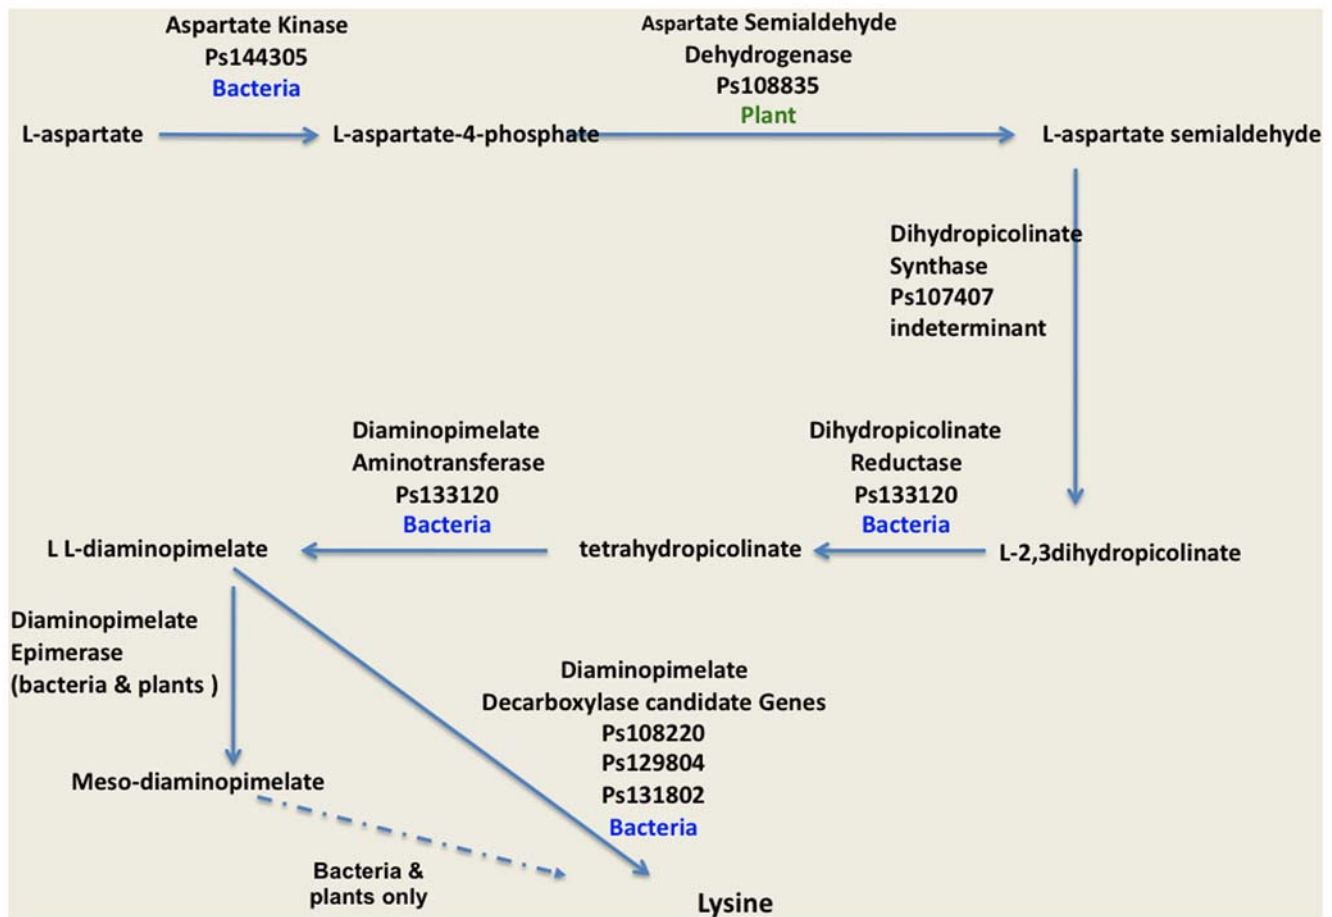 Aspartate Kinase
Ps144305
Bacteria
Aspartate Semialdehyde
Dehydrogenase
Ps108835
Plant
L-aspartate
L-aspartate-4-phosphate
L-aspartate semialdehyde
Dihydropicolinate
Synthase
Ps107407
indeterminant
Diaminopimelate
Aminotransferase
Ps133120
Bacteria
Dihydropicolinate
Reductase
Ps133120
Bacteria
L L-diaminopimelate
tetrahydropicolinate
L-2,3dihydropicolinate
Diaminopimelate
Epimerase
(bacteria & plants )
Diaminopimelate
Decarboxylase candidate Genes
Ps108220
Ps129804
Ps131802
Bacteria
Meso-diaminopimelate
Bacteria &
plants only
Lysine